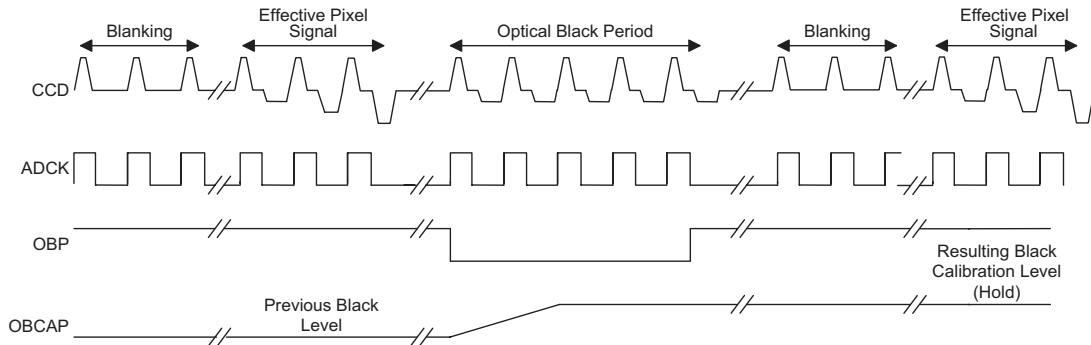 Blanking
Effective Pixel
Signal
Optical Black Period
Blanking
Effective Pixel
Signal
CCD
ADCK
OBP
OBCAP
Previous Black
Level
Resulting Black
Calibration Level
(Hold)